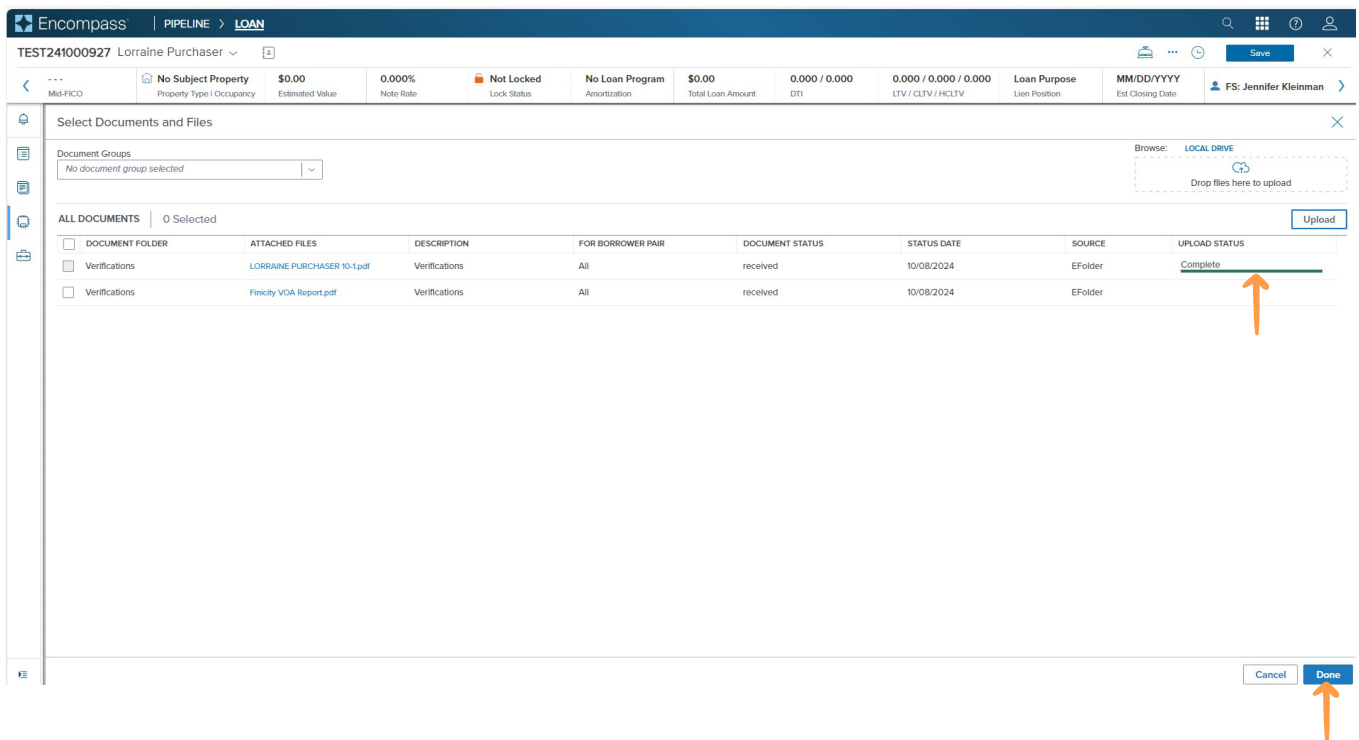 Encompass | PIPELINE > LOAN
TEST241000927 Lorraine Purchaser
Save
--- No Subject Property $0.00 0.000% Not Locked No Loan Program $0.00 0.000 / 0.000 0.000 / 0.000 / 0.000 Loan Purpose MM/DD/YYYY FS: Jennifer Kleinman
Mid-FICO Property Type | Occupancy Estimated Value Note Rate Lock Status Amortization Total Loan Amount DTI LTV / CLTV / HCLTV Lien Position Est Closing Date
Select Documents and Files
Document Groups
No document group selected
Browse: LOCAL DRIVE
Drop files here to upload
ALL DOCUMENTS | 0 Selected
Upload
DOCUMENT FOLDER ATTACHED FILES DESCRIPTION FOR BORROWER PAIR DOCUMENT STATUS STATUS DATE SOURCE UPLOAD STATUS
Verifications LORRAINE PURCHASER 10-1.pdf Verifications All received 10/08/2024 EFolder Complete
Verifications Finicity VOA Report.pdf Verifications All received 10/08/2024 EFolder
Cancel Done